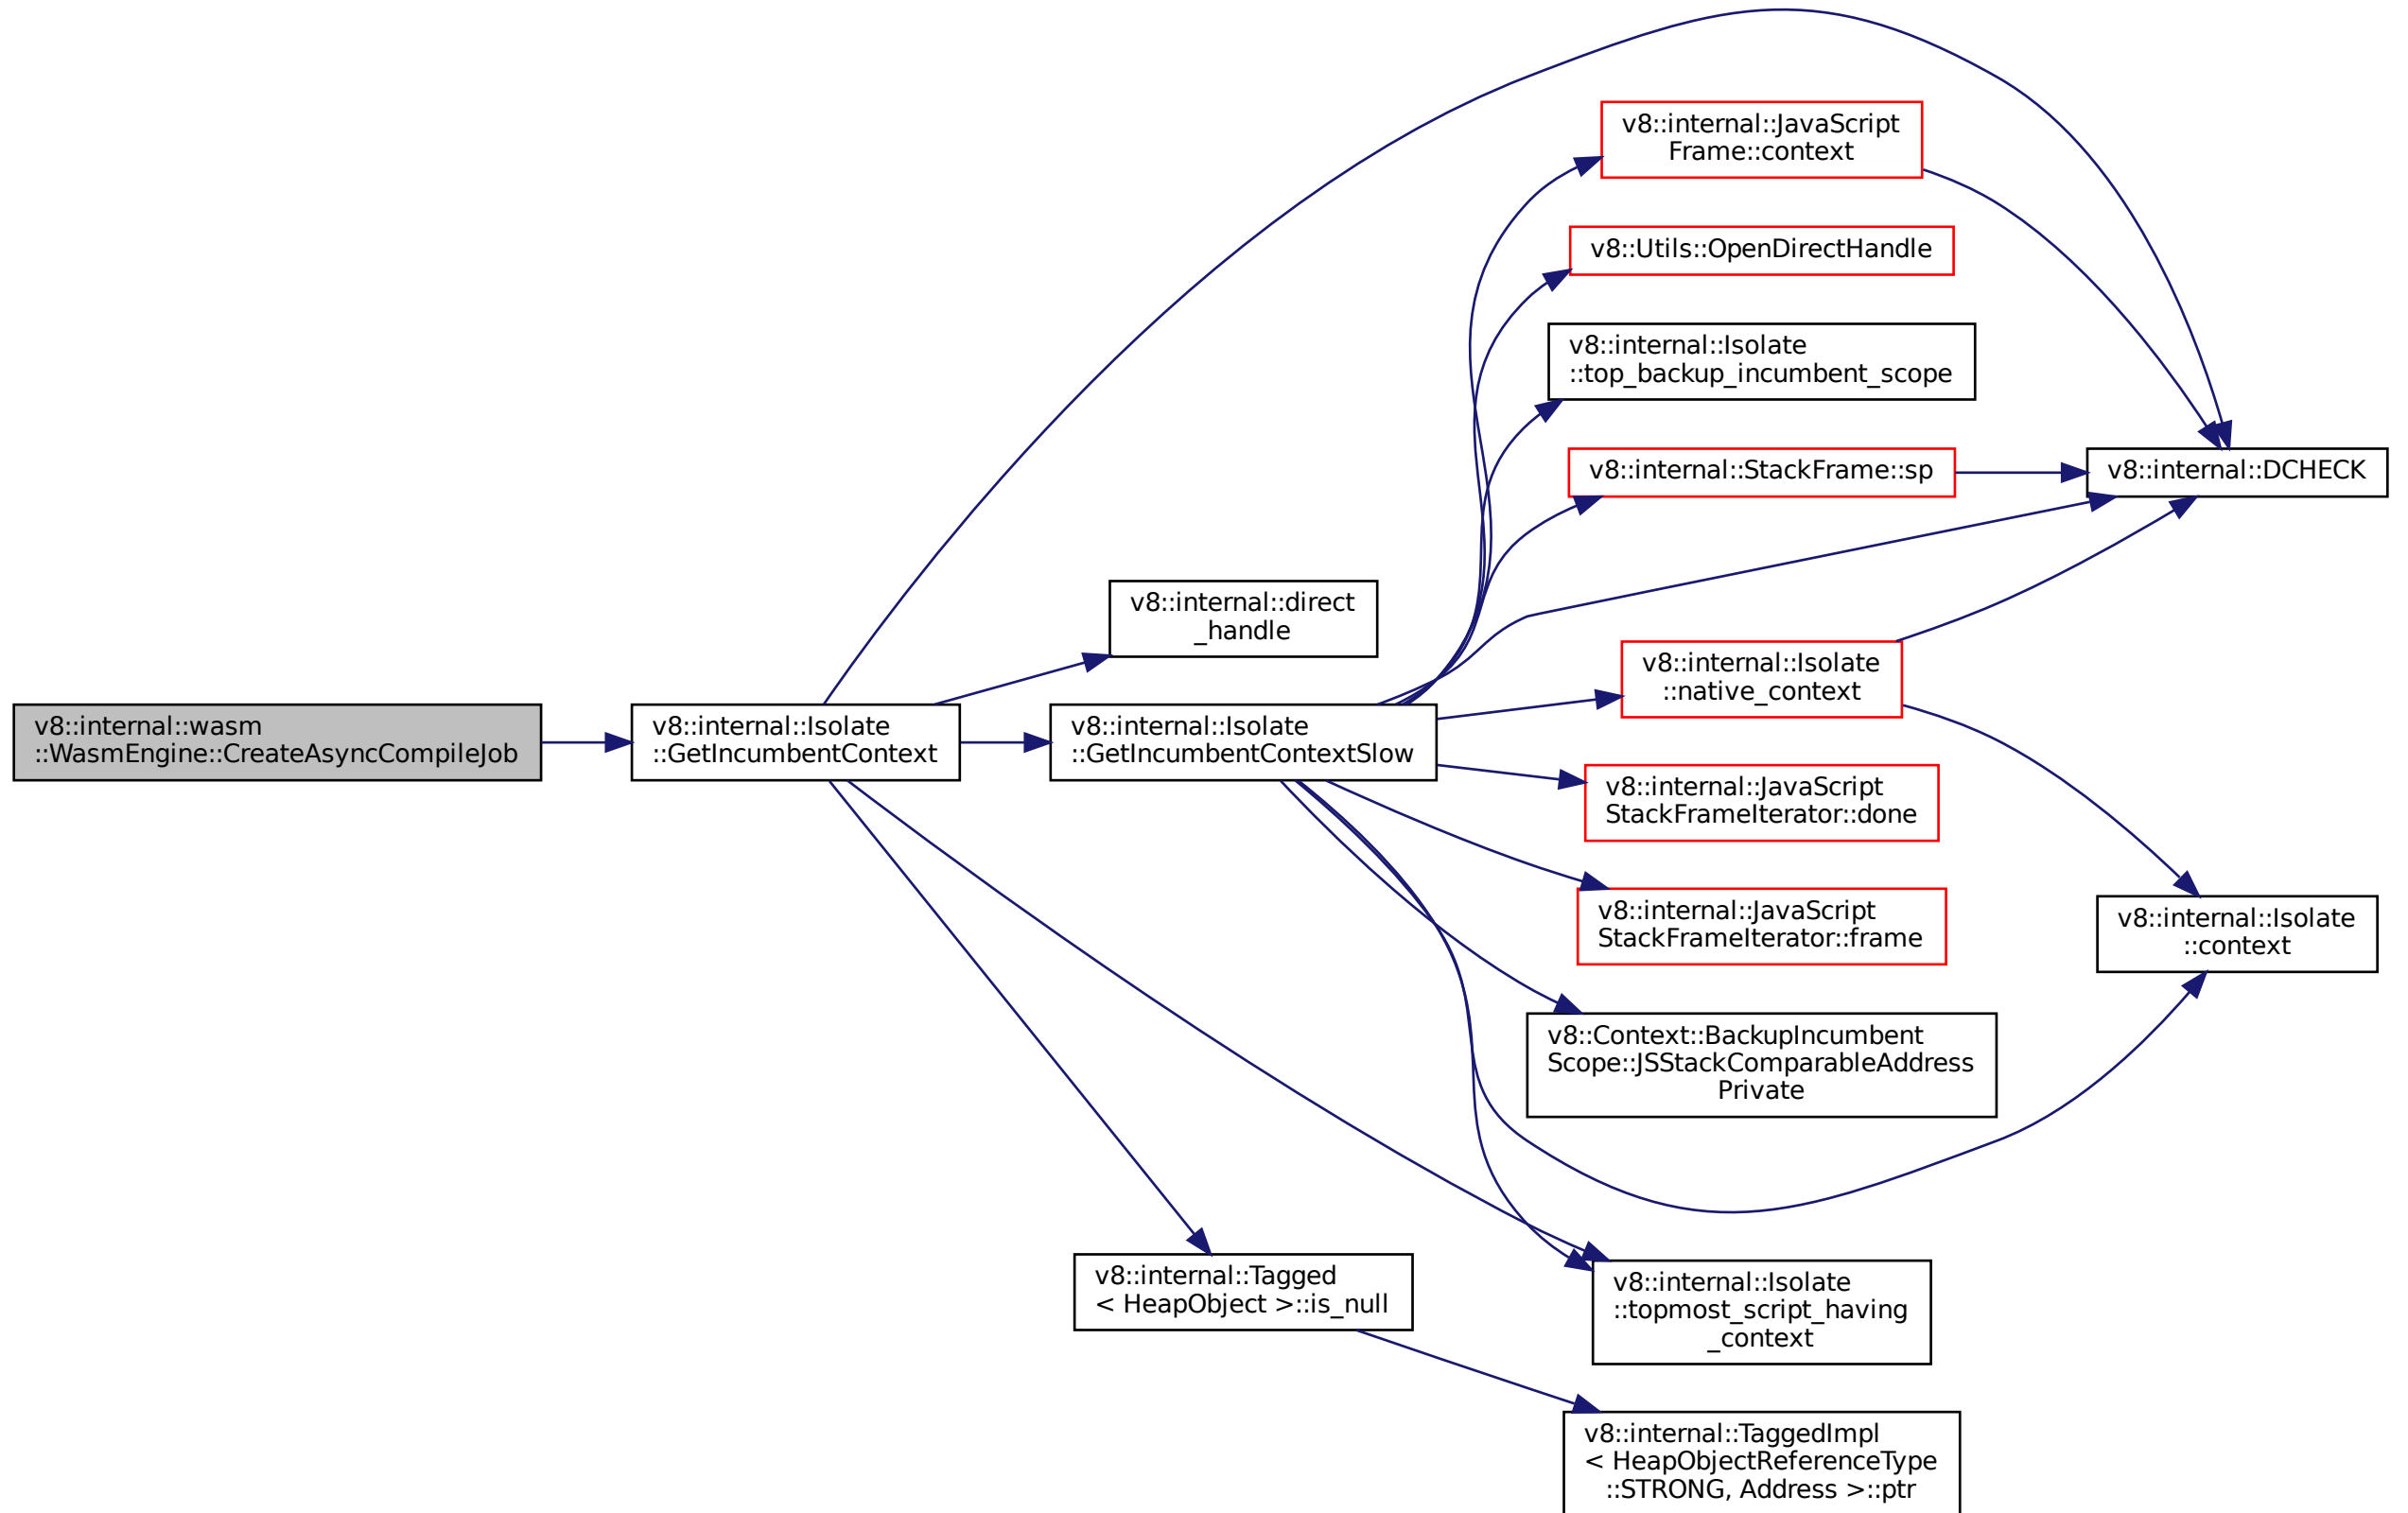 v8::internal::JavaScript
Frame::context
v8::Utils::OpenDirectHandle
v8::internal::Isolate
::top_backup_incumbent_scope
v8::internal::StackFrame::sp
v8::internal::DCHECK
v8::internal::direct
_handle
v8::internal::Isolate
::native_context
v8::internal::wasm
::WasmEngine::CreateAsyncCompileJob
v8::internal::Isolate
::GetIncumbentContext
v8::internal::Isolate
::GetIncumbentContextSlow
v8::internal::JavaScript
StackFrameIterator::done
v8::internal::JavaScript
StackFrameIterator::frame
v8::internal::Isolate
::context
v8::Context::BackupIncumbent
Scope::JSStackComparableAddress
Private
v8::internal::Tagged
< HeapObject >::is_null
v8::internal::Isolate
::topmost_script_having
_context
v8::internal::TaggedImpl
< HeapObjectReferenceType
::STRONG, Address >::ptr